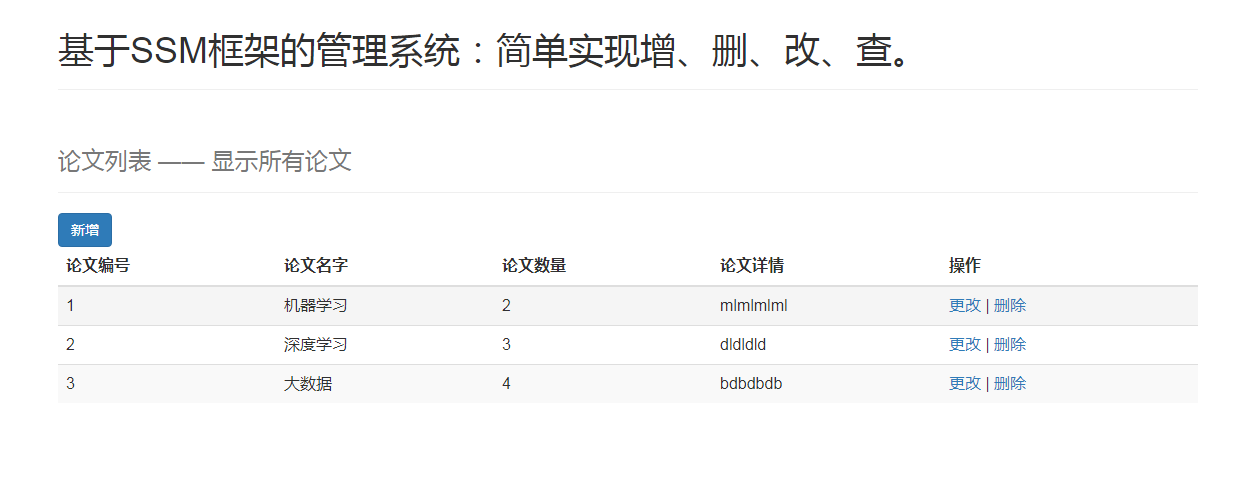 基于SSM框架的管理系统：简单实现增、删、改、查。
论文列表 —— 显示所有论文
新增
论文编号 论文名字 论文数量 论文详情 操作
1 机器学习 2 mlmlmlml 更改 | 删除
2 深度学习 3 dldldld 更改 | 删除
3 大数据 4 bdbdbdb 更改 | 删除